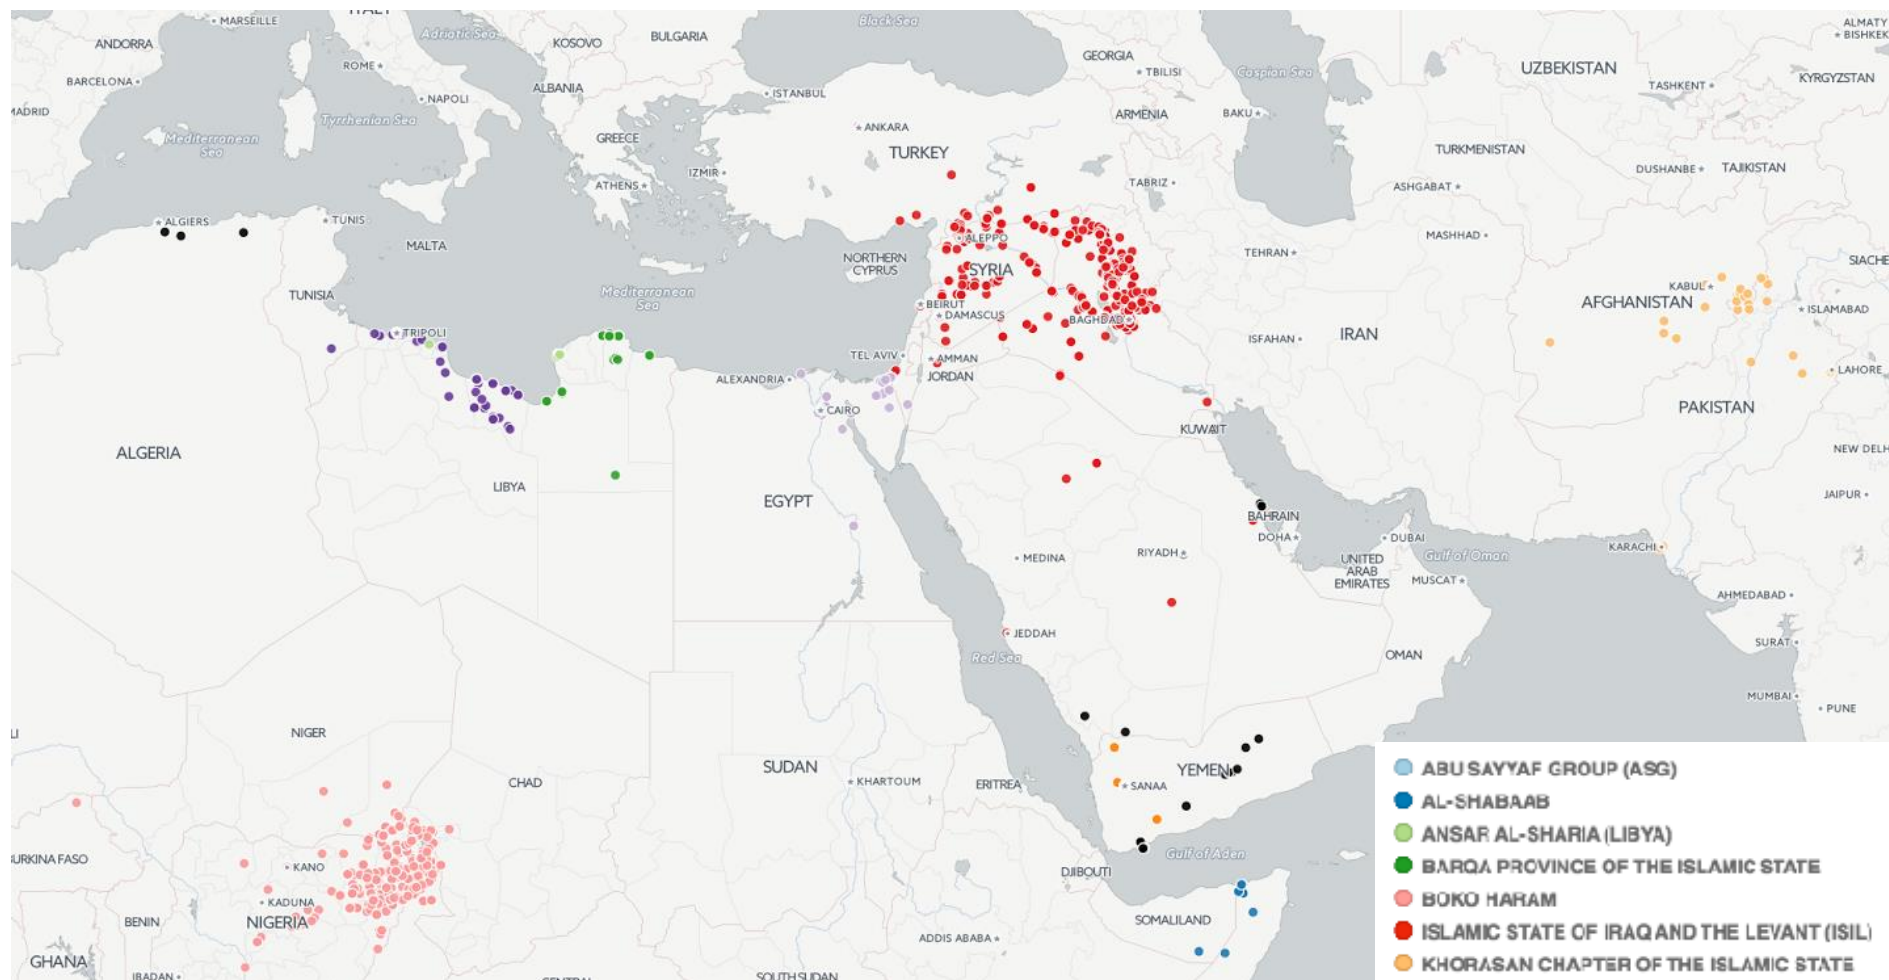 ITALY
MARSEILLE
Black Sea
ALMATY
ANDORRA
Adriatic Sea
KOSOVO
BULGARIA
BISHKEK
ROME
GEORGIA
TBILISI
Caspian Sea
UZBEKISTAN
BARCELONA
ALBANIA
ISTANBUL
TASHKENT
KYRGYZSTAN
NAPOLI
MADRID
Tyrrhenian Sea
ARMENIA
BAKU
Mediterranean
Sea
GREECE
ANKARA
TURKEY
TURKMENISTAN
IZMIR
DUSHANBE
TAJIKISTAN
ATHENS
TABRIZ
ASHGABAT
ALGIERS
TUNIS
MALTA
ALEPPO
MASHHAD
TEHRAN
NORTHERN
CYPRUS
SYRIA
SIACHE
TUNISIA
Mediterranean
Sea
KABUL
AFGHANISTAN
BEIRUT
DAMASCUS
BAGHDAD
ISLAMABAD
TRIPOLI
ISFAHAN
IRAN
TEL AVIV
AMMAN
JORDAN
ALEXANDRIA
LAHORE
CAIRO
PAKISTAN
KUWAIT
ALGERIA
NEW DELH
LIBYA
EGYPT
JAIPUR
BAHRAIN
DOHA
DUBAI
MEDINA
RIYADH
UNITED
ARAB
EMIRATES
Gulf of Oman
KARACHI
MUSCAT
AHMEDABAD
JEDDAH
Red Sea
OMAN
SURAT
MUMBAI
PUNE
LI
NIGER
CHAD
SUDAN
KHARTOUM
ERITREA
YEMEN
SANAA
BURKINA FASO
KANO
DJIBOUTI
Gulf of Aden
KADUNA
BENIN
NIGERIA
SOMALILAND
ADDIS ABABA
GHANA
IBADAN
CENTRAL
SOUTH SUDAN
ABU SAYYAF GROUP (ASG)
AL-SHABAAB
ANSAR AL-SHARIA (LIBYA)
BARQA PROVINCE OF THE ISLAMIC STATE
BOKO HARAM
ISLAMIC STATE OF IRAQ AND THE LEVANT (ISIL)
KHORASAN CHAPTER OF THE ISLAMIC STATE